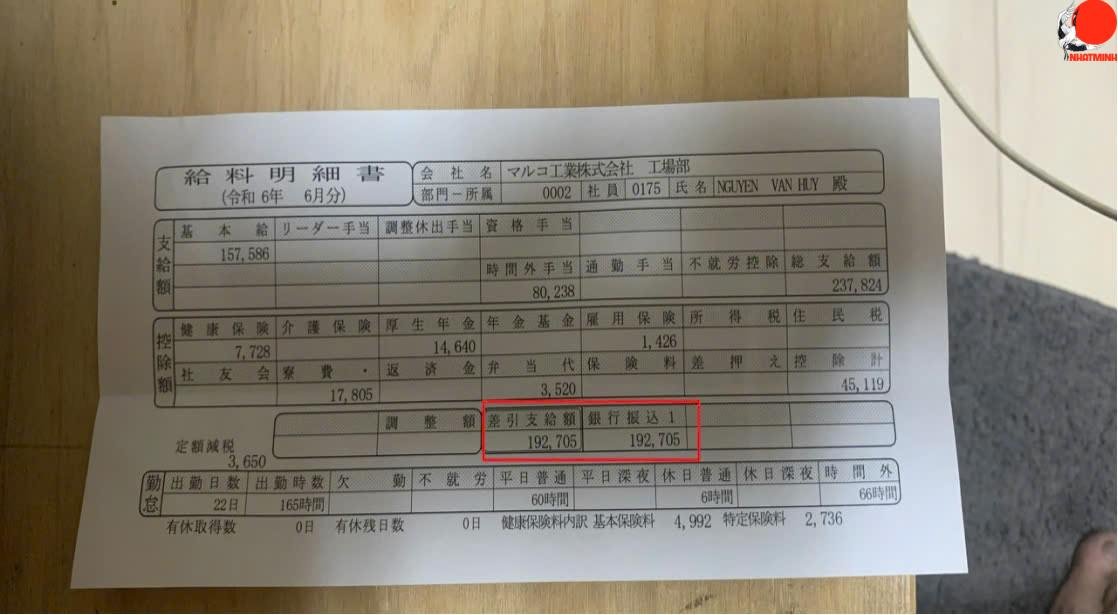 NHATMINH
給料明細書
(令和 6年 6月分)
会社名 マルコ工業株式会社 工場部
部門－所属 0002 社員 0175 氏名 NGUYEN VAN HUY 殿
支給額
基本給 リーダー手当 調整休出手当 資格手当
157,586
時間外手当 通勤手当 不就労控除 総支給額
80,238 237,824
控除額
健康保険 介護保険 厚生年金 年金基金 雇用保険 所得税 住民税
7,728 14,640 1,426
社友会 寮費・ 返済金 弁当代 保険料 差押え 控除計
17,805 3,520 45,119
調整額 差引支給額 銀行振込1
192,705 192,705
定額減税
3,650
勤怠
出勤日数 出勤時数 欠勤 不就労 平日普通 平日深夜 休日普通 休日深夜 時間外
22日 165時間 60時間 6時間 66時間
有休取得数 0日 有休残日数 0日 健康保険料内訳 基本保険料 4,992 特定保険料 2,736